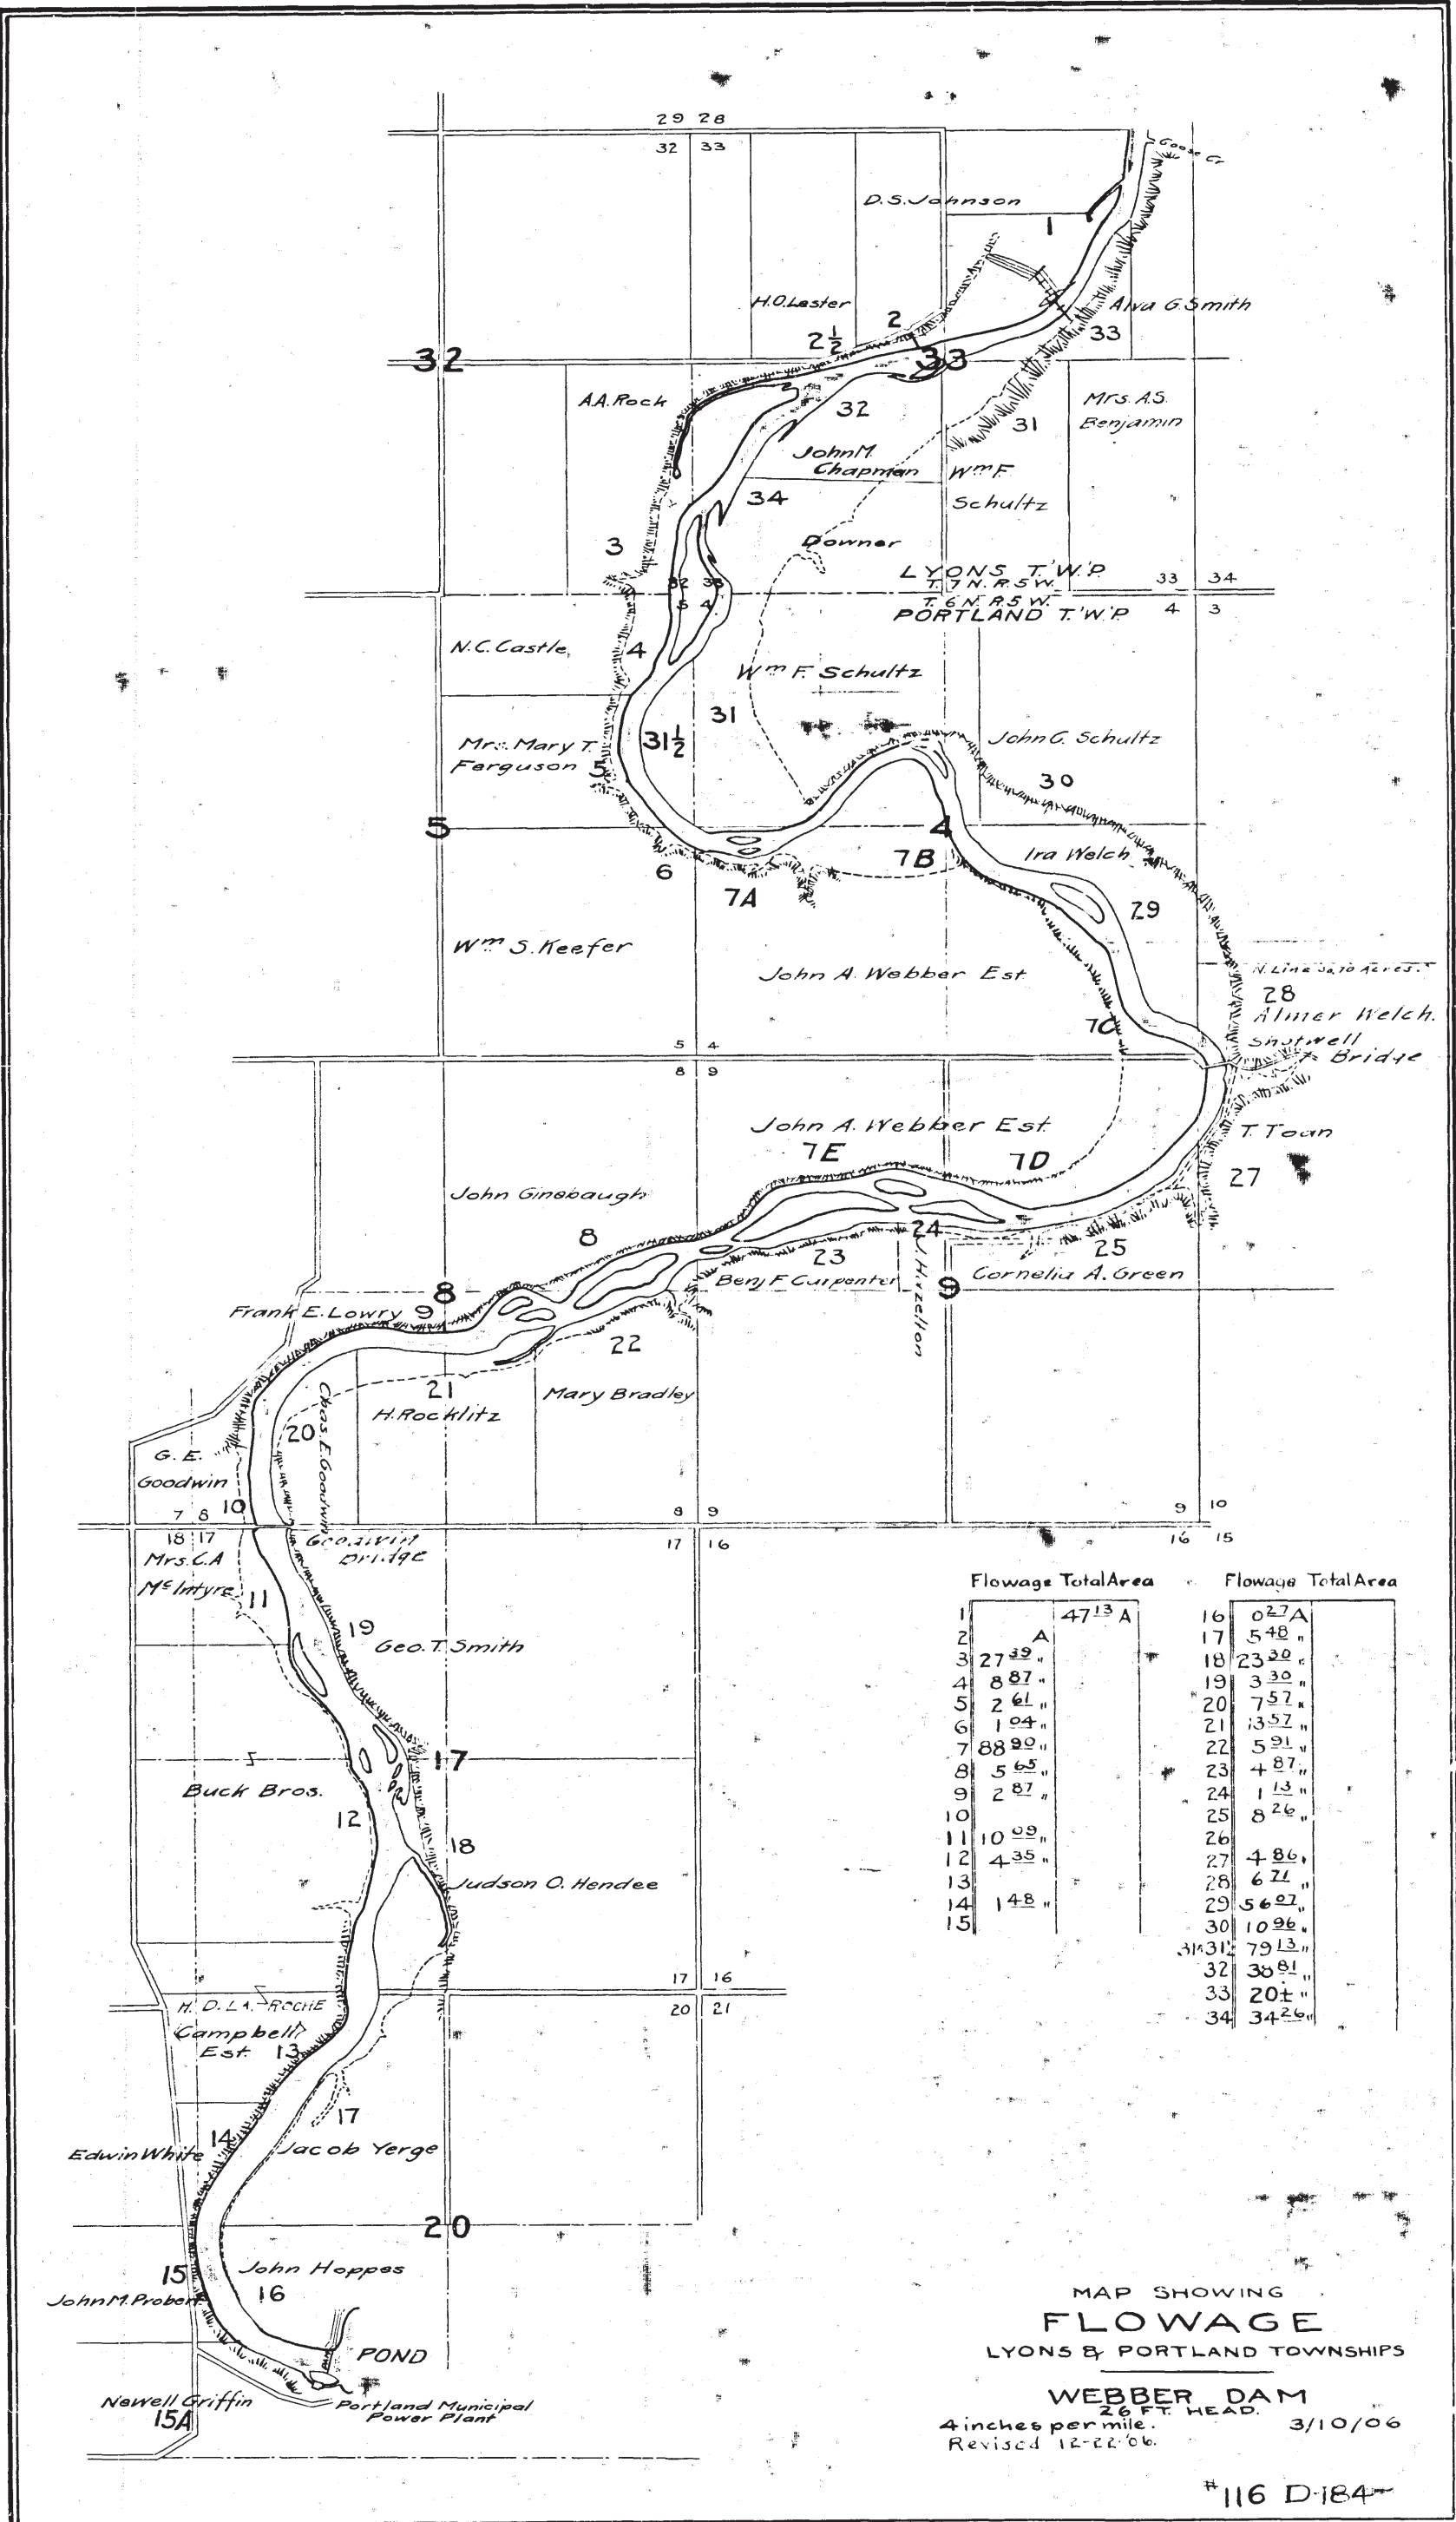 29 28
32 33
Goose Cr
D.S. Johnson
1
H.O. Lester
2
2 1/2
Alva G. Smith
33
32
33
A.A. Rock
32
31
Mrs. A.S.
Benjamin
John M.
Chapman
Wm F.
Schultz
34
Downer
3
LYONS T.W.P.
T. 7 N. R. 5 W.
T. 6 N. R. 5 W.
PORTLAND T.W.P.
33 34
4 3
32 33
5 4
N.C. Castle
4
Wm F. Schultz
31
31 1/2
Mrs. Mary T.
Ferguson
5
John G. Schultz
30
5
4
6
7A
7B
Ira Welch
29
Wm S. Keefer
John A. Webber Est.
N. Line So. 10 Acres.
28
Almer Welch.
7C
Shotwell
Bridge
5 4
8 9
John A. Webber Est.
7E
7D
T. Toan
27
John Ginebaugh
8
24
23
25
Benj F Carpenter
J. Hizelton
Cornelia A. Green
8
9
Frank E. Lowry 9
22
21
H. Rocklitz
Mary Bradley
Chas. E. Goodwin
20
G. E.
Goodwin
10
7 8
18 17
8 9
17 16
9 10
16 15
Goodwin
Bridge
Mrs. C.A
McIntyre
11
19
Geo. T. Smith
17
Buck Bros.
12
18
Judson O. Hendee
17 16
20 21
H. D. LA-ROCHE
Campbell
Est. 13
17
14
Edwin White
Jacob Yerge
20
15
John Hoppes
16
John M. Probert
POND
Newell Griffin
15A
Portland Municipal
Power Plant
Flowage Total Area
1 47 13 A
2 A
3 27 39 "
4 8 87 "
5 2 61 "
6 1 04 "
7 88 90 "
8 5 65 "
9 2 87 "
10
11 10 09 "
12 4 35 "
13
14 1 48 "
15
Flowage Total Area
16 0 27 A
17 5 48 "
18 23 30 "
19 3 30 "
20 7 57 "
21 13 57 "
22 5 91 "
23 4 87 "
24 1 13 "
25 8 26 "
26
27 4 86 "
28 6 71 "
29 56 07 "
30 10 96 "
31&31 1/2 79 13 "
32 38 81 "
33 20± "
34 34 26 "
MAP SHOWING
FLOWAGE
LYONS & PORTLAND TOWNSHIPS
WEBBER DAM
26 FT. HEAD.
4 inches per mile. 3/10/06
Revised 12-22-06.
#116 D-184